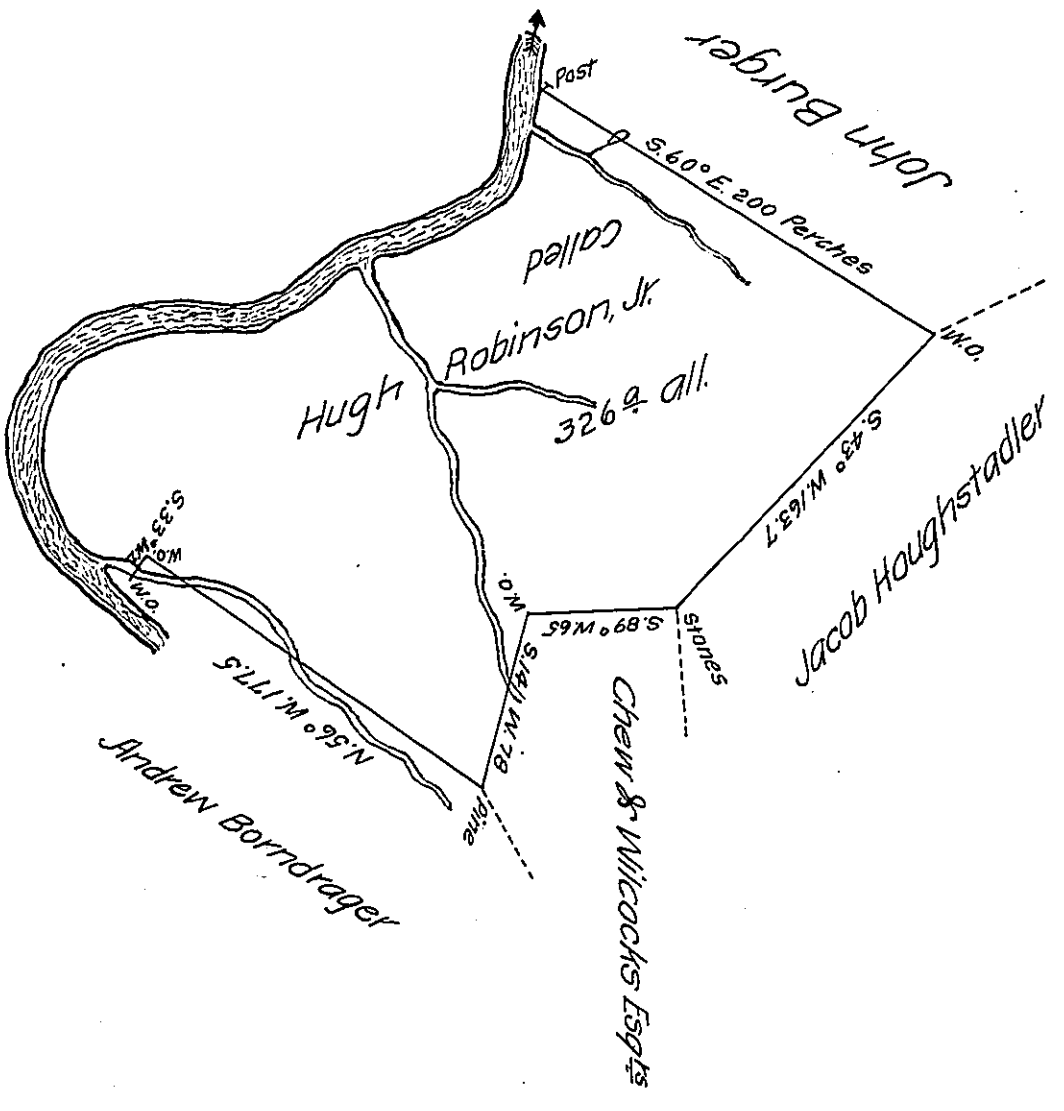 John Burger
Post
S.60° E. 200 Perches
Called
Robinson, Jr.
Hugh
326 a All.
W.O.
S.43° W.163.7
Jacob Houghstadler
Stones
S.89° W 65
W.O.
S.14
W.78
Pine
Chew & Wilcocks Esqrs
N.56° W.177.5
W.O.
W.O.
S.33°
Andrew Borndrager